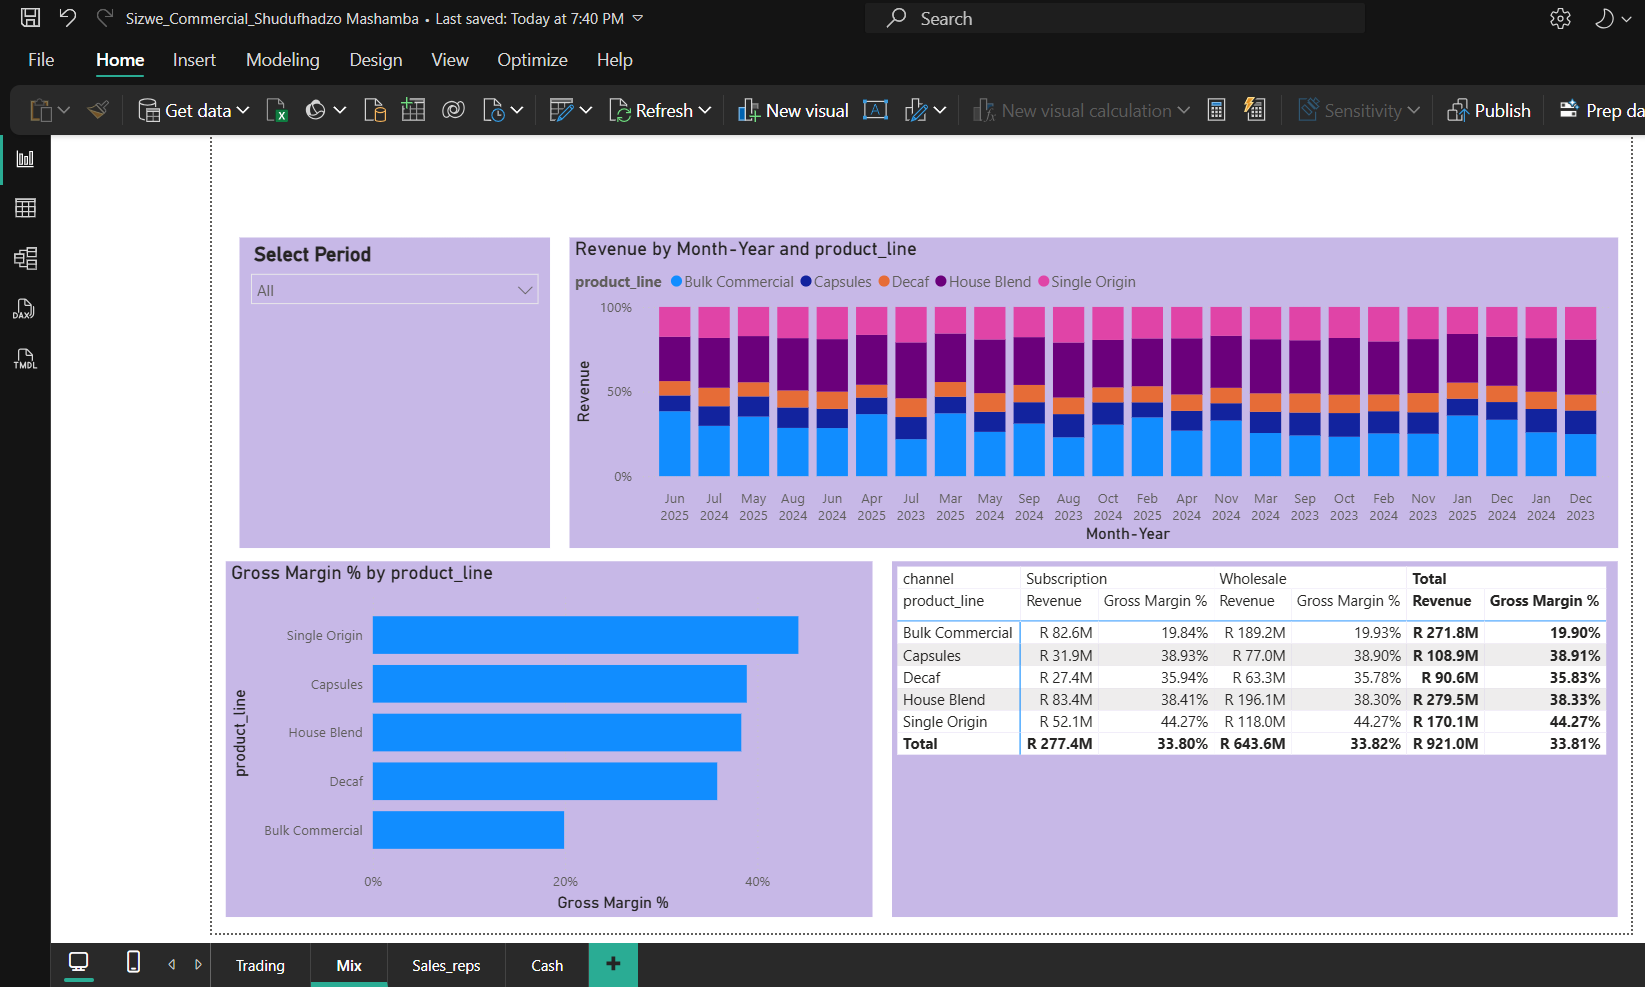 Sizwe_Commercial_Shudufhadzo Mashamba • Last saved: Today at 7:40 PM
Search
File Home Insert Modeling Design View Optimize Help
Get data Refresh New visual New visual calculation Sensitivity Publish Prep da
DAX
TMDL
Select Period
All
Revenue by Month-Year and product_line
product_line Bulk Commercial Capsules Decaf House Blend Single Origin
100%
50%
0%
Revenue
Jun Jul May Aug Jun Apr Jul Mar May Sep Aug Oct Feb Apr Nov Mar Sep Oct Feb Nov Jan Dec Jan Dec
2025 2024 2025 2024 2024 2025 2023 2025 2024 2024 2023 2024 2025 2024 2024 2024 2023 2023 2024 2023 2025 2024 2024 2023
Month-Year
Gross Margin % by product_line
product_line
Single Origin
Capsules
House Blend
Decaf
Bulk Commercial
0% 20% 40%
Gross Margin %
channel Subscription Wholesale Total
product_line Revenue Gross Margin % Revenue Gross Margin % Revenue Gross Margin %
Bulk Commercial R 82.6M 19.84% R 189.2M 19.93% R 271.8M 19.90%
Capsules R 31.9M 38.93% R 77.0M 38.90% R 108.9M 38.91%
Decaf R 27.4M 35.94% R 63.3M 35.78% R 90.6M 35.83%
House Blend R 83.4M 38.41% R 196.1M 38.30% R 279.5M 38.33%
Single Origin R 52.1M 44.27% R 118.0M 44.27% R 170.1M 44.27%
Total R 277.4M 33.80% R 643.6M 33.82% R 921.0M 33.81%
Trading Mix Sales_reps Cash +